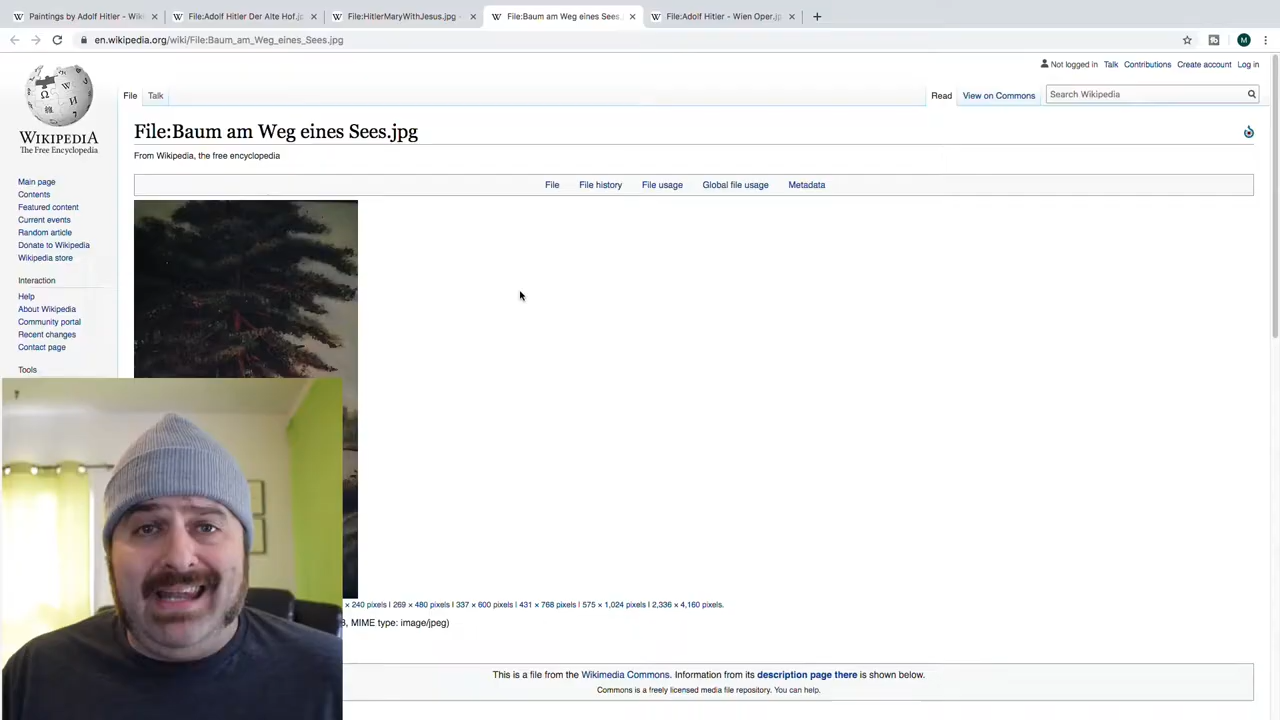 Paintings by Adolf Hitler - Wiki
File:Adolf Hitler Der Alte Hof.j
File:HitlerMaryWithJesus.jpg -
File:Baum am Weg eines Sees.
File:Adolf Hitler - Wien Oper.jp
en.wikipedia.org/wiki/File:Baum_am_Weg_eines_Sees.jpg
M
Not logged in Talk Contributions Create account Log in
File Talk
Read View on Commons
Search Wikipedia
WIKIPEDIA
The Free Encyclopedia
File:Baum am Weg eines Sees.jpg
From Wikipedia, the free encyclopedia
File File history File usage Global file usage Metadata
Main page
Contents
Featured content
Current events
Random article
Donate to Wikipedia
Wikipedia store
Interaction
Help
About Wikipedia
Community portal
Recent changes
Contact page
Tools
× 240 pixels | 269 × 480 pixels | 337 × 600 pixels | 431 × 768 pixels | 575 × 1,024 pixels | 2,336 × 4,160 pixels.
, MIME type: image/jpeg)
This is a file from the Wikimedia Commons. Information from its description page there is shown below.
Commons is a freely licensed media file repository. You can help.